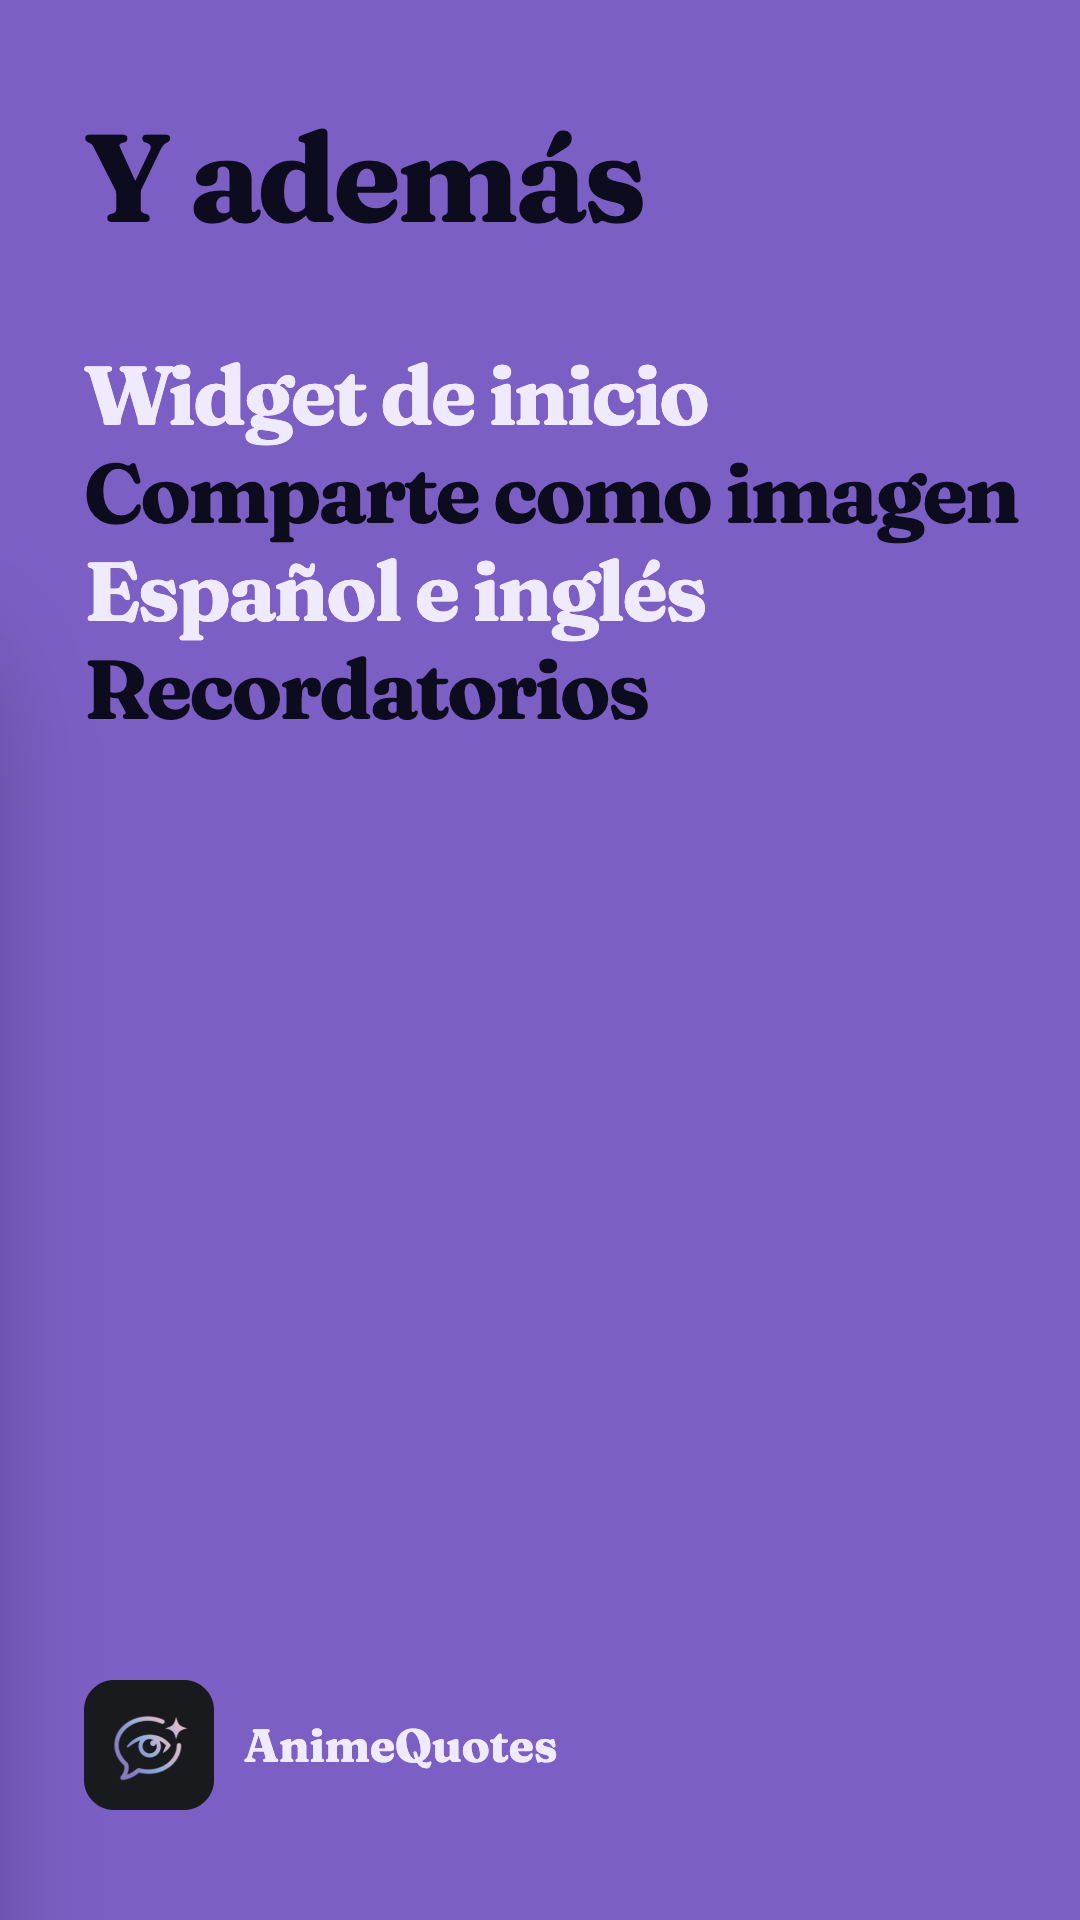 Y además
Widget de inicio
Comparte como imagen
Español e inglés
Recordatorios
AnimeQuotes